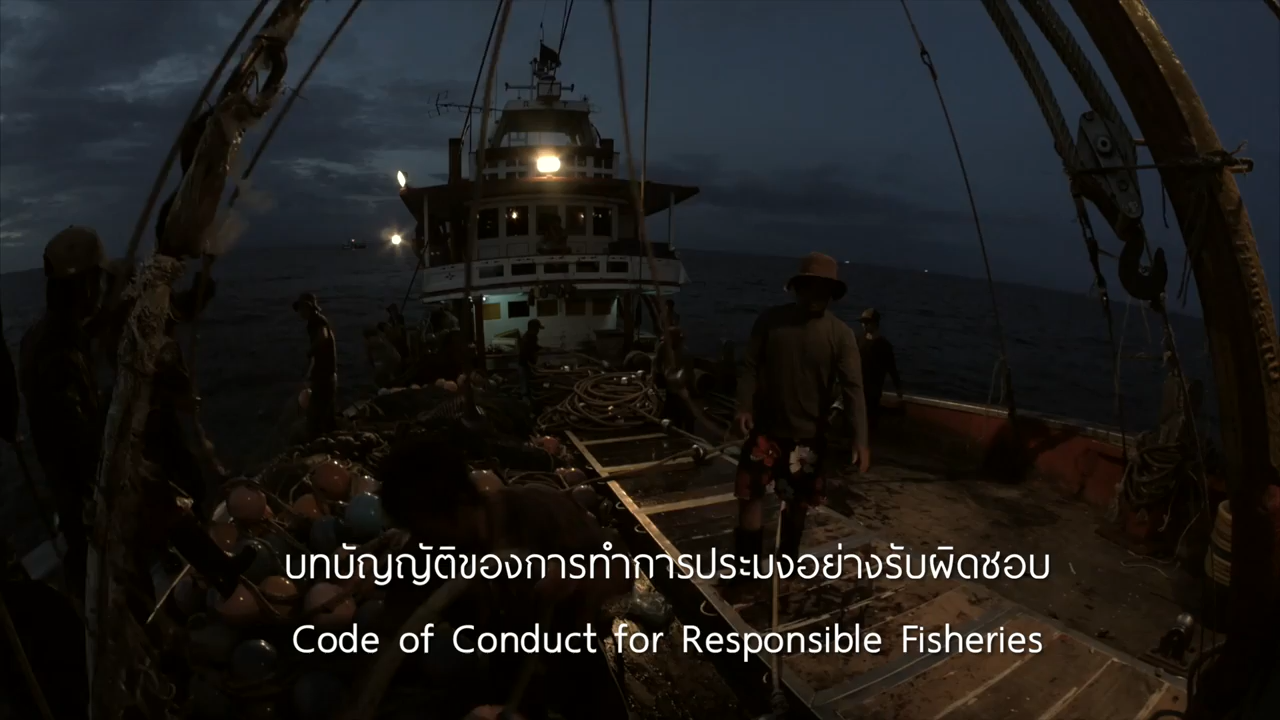 บทบัญญัติของการทำการประมงอย่างรับผิดชอบ
Code of Conduct for Responsible Fisheries